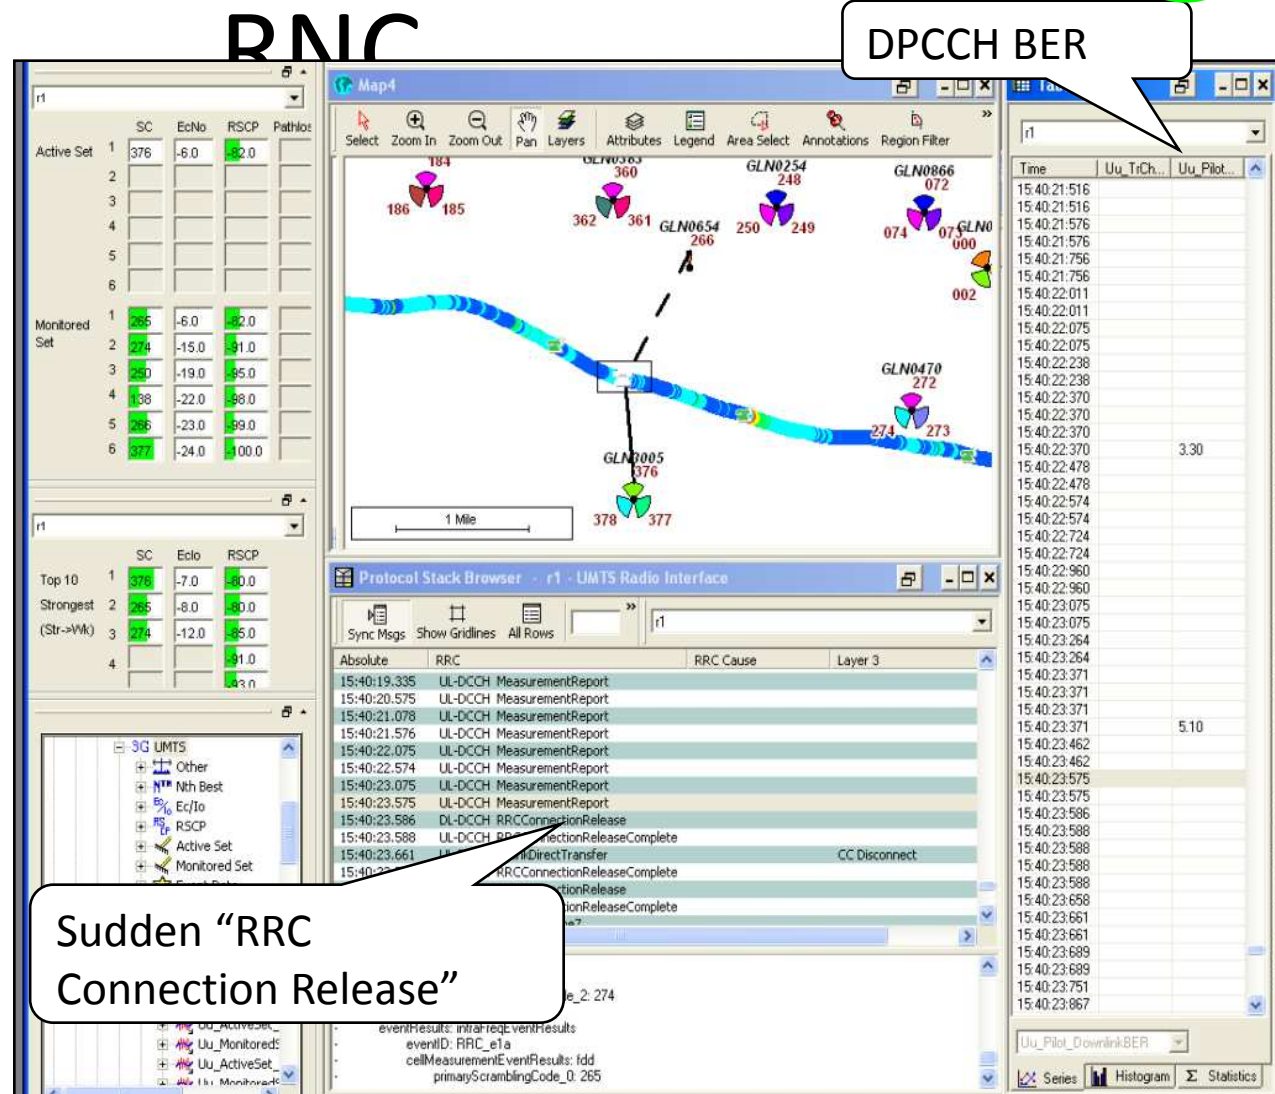 RNC
DPCCH BER
r1
SC EcNo RSCP Pathlos
Active Set 1 376 -6.0 -82.0
2
3
4
5
6
Monitored Set 1 265 -6.0 -82.0
2 274 -15.0 -91.0
3 250 -19.0 -95.0
4 138 -22.0 -98.0
5 266 -23.0 -99.0
6 377 -24.0 -100.0
r1
SC EcIo RSCP
Top 10 1 376 -7.0 -80.0
Strongest 2 265 -8.0 -80.0
(Str->Wk) 3 274 -12.0 -85.0
4 -91.0
-93.0
3G UMTS
Other
Nth Best
Ec/Io
RSCP
Active Set
Monitored Set
Uu_ActiveSet_
Uu_MonitoredS
Uu_ActiveSet_
Uu_MonitoredS
Map4
Select Zoom In Zoom Out Pan Layers Attributes Legend Area Select Annotations Region Filter
184
186 185
GLN0383
360
362 361
GLN0254
248
250 249
GLN0866
072
074 073
GLN0654
266
GLN0
000
002
GLN0470
272
274 273
GLN3005
376
378 377
1 Mile
Protocol Stack Browser - r1 - UMTS Radio Interface
Sync Msgs Show Gridlines All Rows r1
Absolute RRC RRC Cause Layer 3
15:40:19.335 UL-DCCH MeasurementReport
15:40:20.575 UL-DCCH MeasurementReport
15:40:21.078 UL-DCCH MeasurementReport
15:40:21.576 UL-DCCH MeasurementReport
15:40:22.075 UL-DCCH MeasurementReport
15:40:22.574 UL-DCCH MeasurementReport
15:40:23.075 UL-DCCH MeasurementReport
15:40:23.575 UL-DCCH MeasurementReport
15:40:23.586 DL-DCCH RRCConnectionRelease
15:40:23.588 UL-DCCH RRCConnectionReleaseComplete
15:40:23.661 nkDirectTransfer CC Disconnect
RRCConnectionReleaseComplete
ctionRelease
ctionReleaseComplete
Sudden “RRC
Connection Release”
e_2: 274
eventResults: intraFreqEventResults
eventID: RRC_e1a
cellMeasurementEventResults: fdd
primaryScramblingCode_0: 265
r1
Time Uu_TrCh... Uu_Pilot...
15:40:21:516
15:40:21:516
15:40:21:576
15:40:21:576
15:40:21:756
15:40:21:756
15:40:22:011
15:40:22:011
15:40:22:075
15:40:22:075
15:40:22:238
15:40:22:238
15:40:22:370
15:40:22:370
15:40:22:370
15:40:22:370 3.30
15:40:22:478
15:40:22:478
15:40:22:574
15:40:22:574
15:40:22:724
15:40:22:724
15:40:22:960
15:40:22:960
15:40:23:075
15:40:23:075
15:40:23:264
15:40:23:264
15:40:23:371
15:40:23:371
15:40:23:371
15:40:23:371 5.10
15:40:23:462
15:40:23:462
15:40:23:575
15:40:23:575
15:40:23:586
15:40:23:588
15:40:23:588
15:40:23:588
15:40:23:588
15:40:23:658
15:40:23:661
15:40:23:661
15:40:23:689
15:40:23:689
15:40:23:751
15:40:23:867
Uu_Pilot_DownlinkBER
Series Histogram Σ Statistics